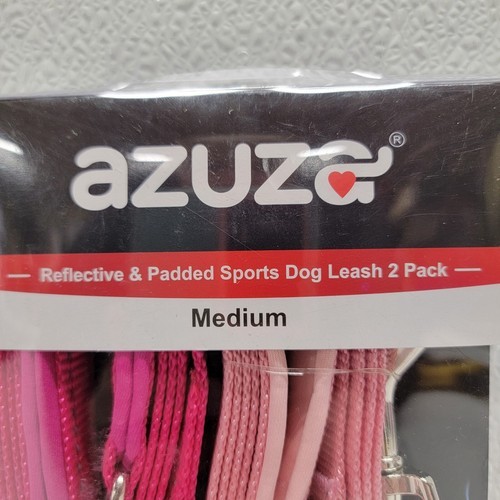 azuza®
— Reflective & Padded Sports Dog Leash 2 Pack —
Medium